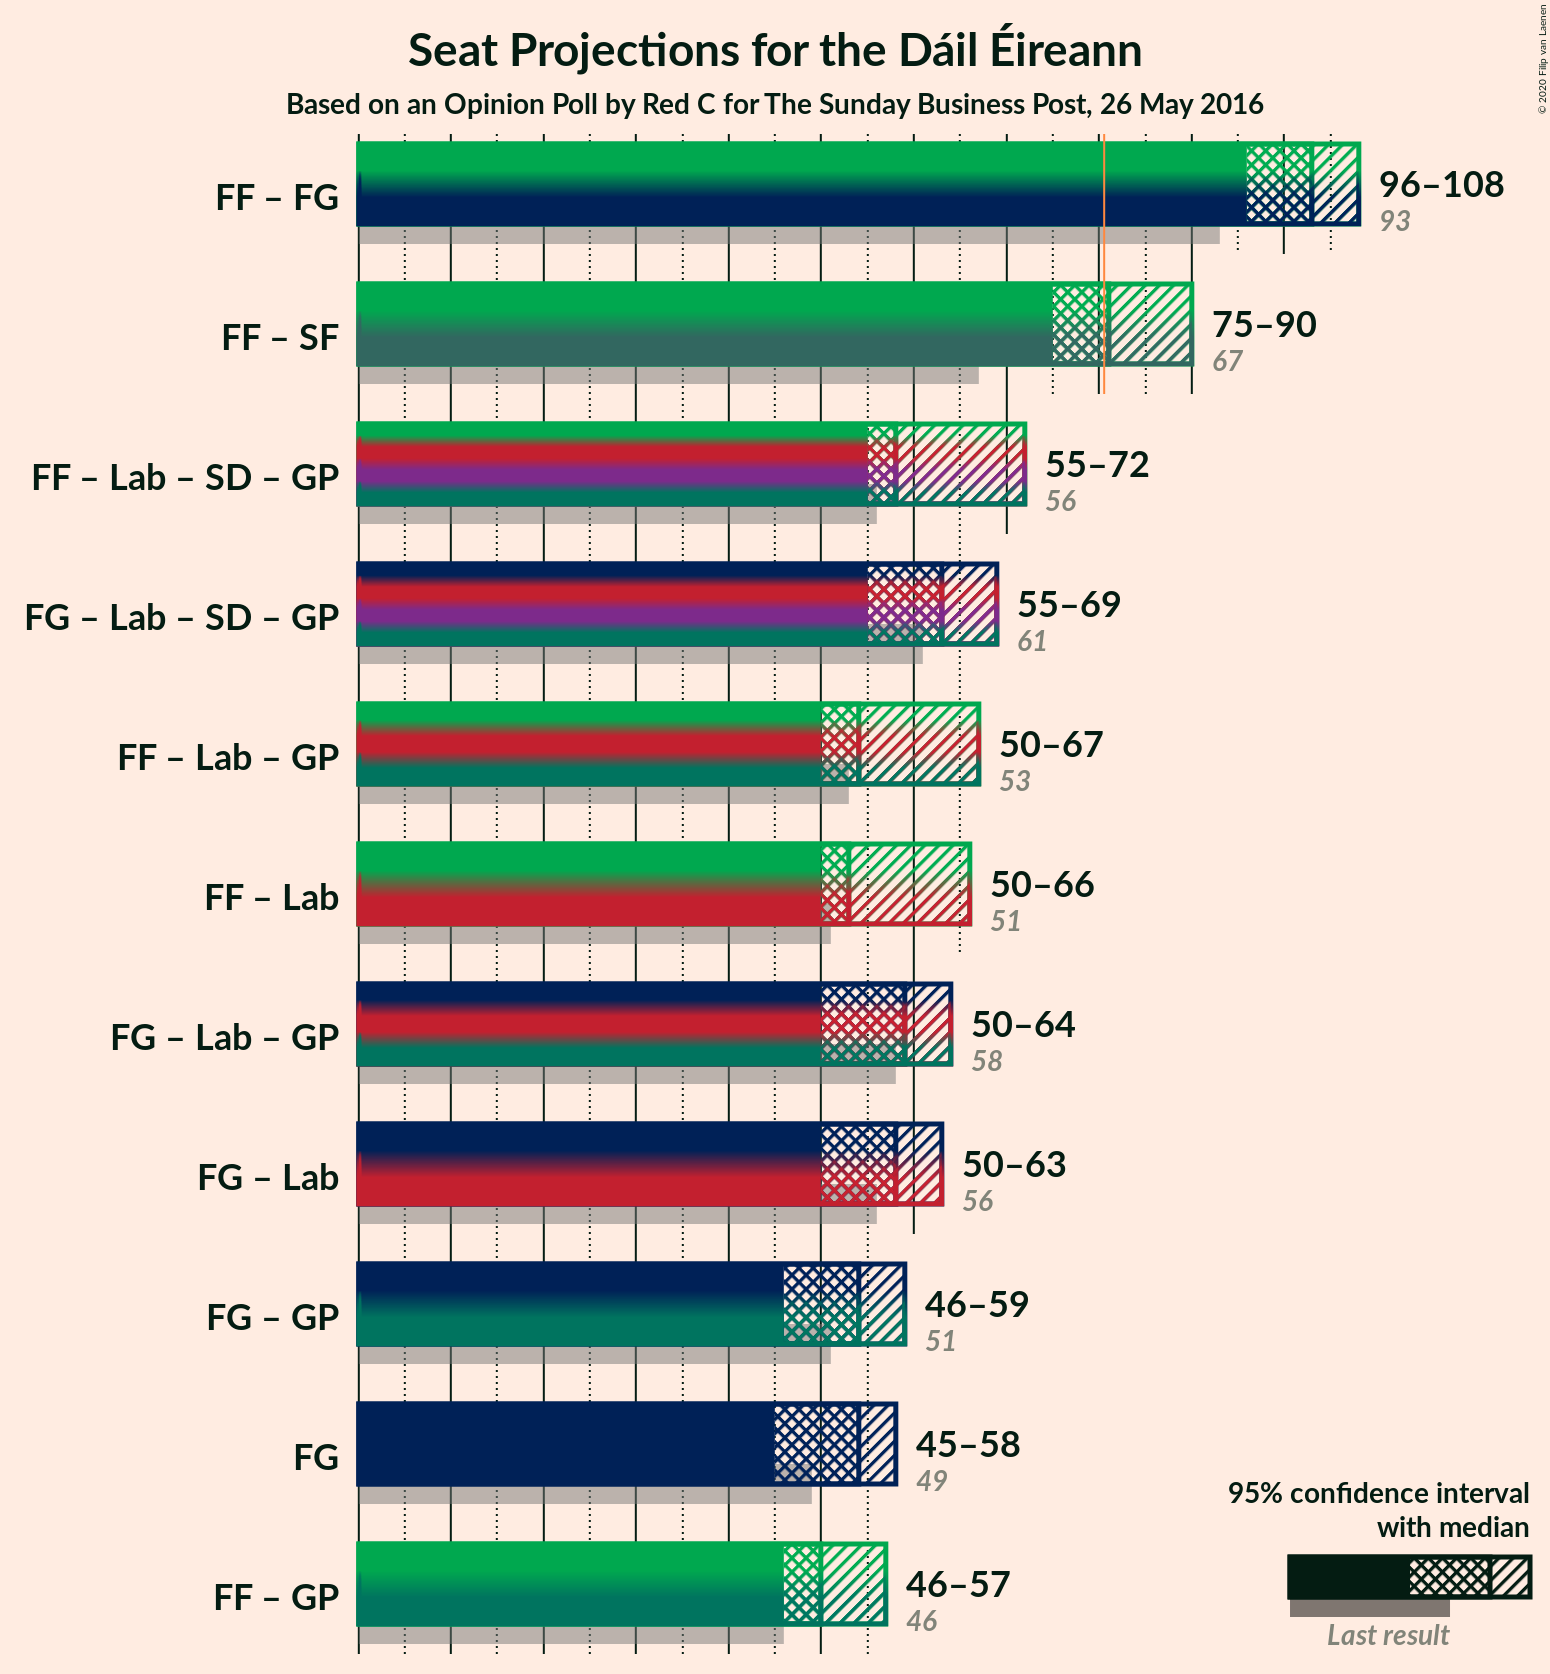 Seat Projections for the Dáil Éireann
Based on an Opinion Poll by Red C for The Sunday Business Post, 26 May 2016
© 2020 Filip van Laenen
FF – FG
96–108
93
FF – SF
75–90
67
FF – Lab – SD – GP
55–72
56
FG – Lab – SD – GP
55–69
61
FF – Lab – GP
50–67
53
FF – Lab
50–66
51
FG – Lab – GP
50–64
58
FG – Lab
50–63
56
FG – GP
46–59
51
FG
45–58
49
FF – GP
46–57
46
95% confidence interval
with median
Last result